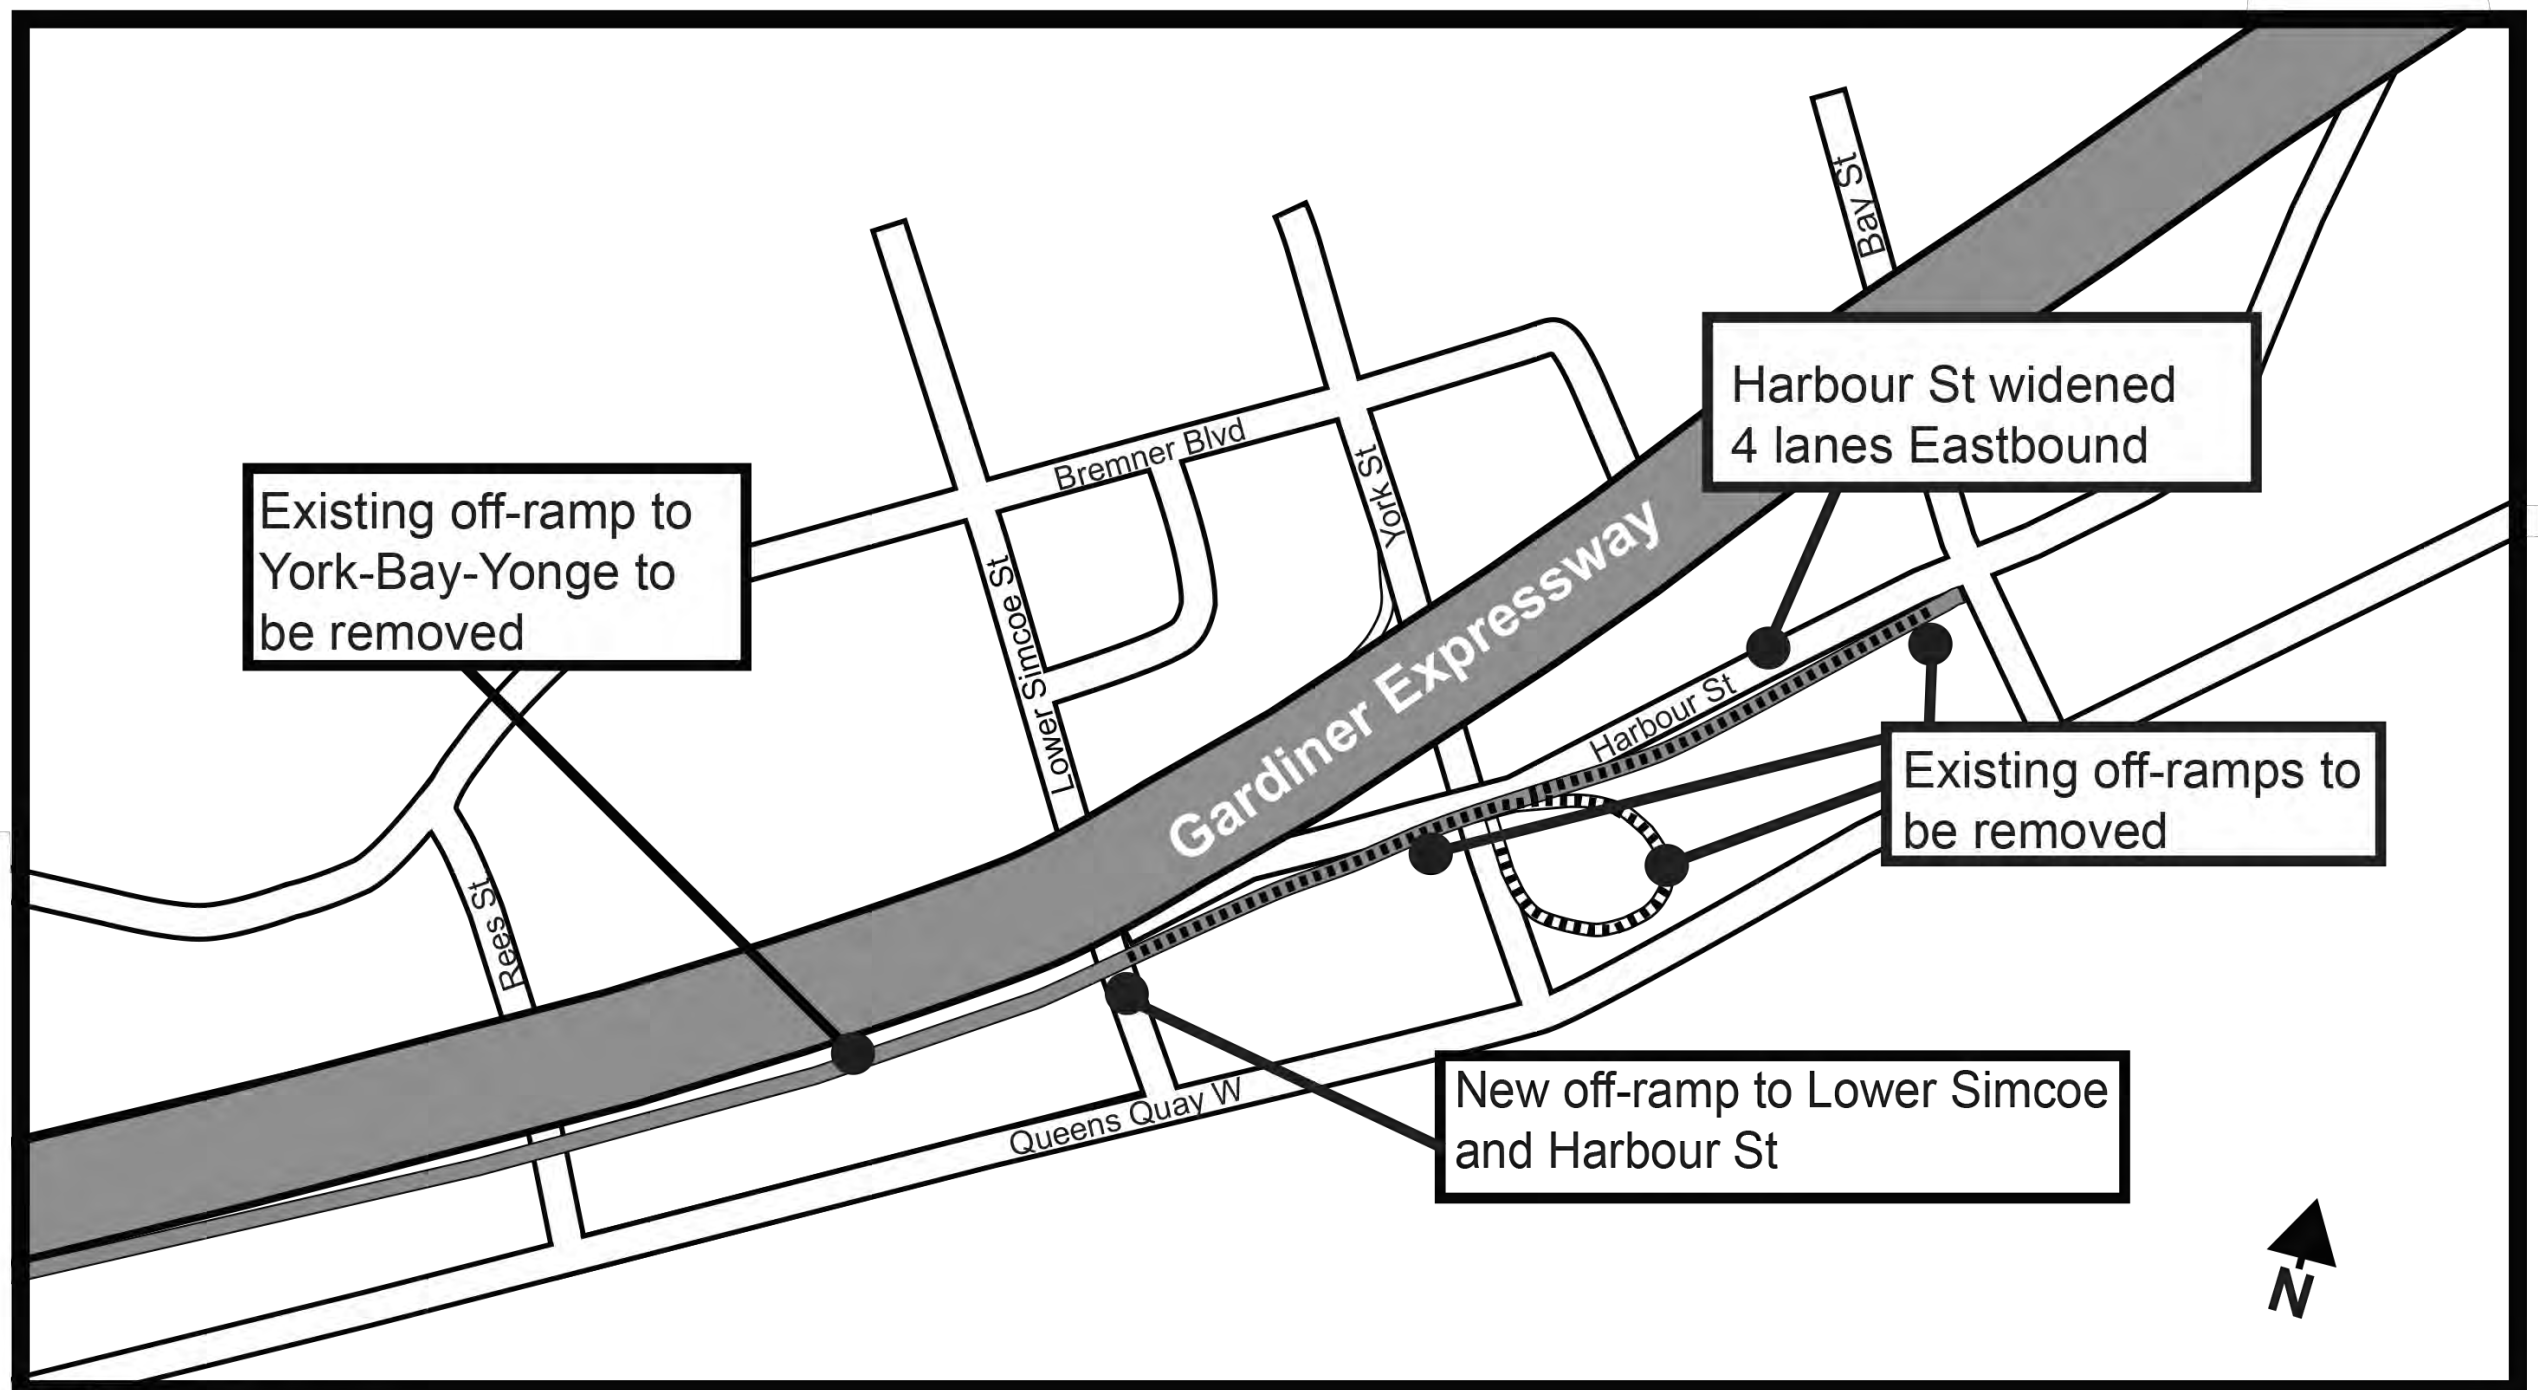 Bay St
Harbour St widened
4 lanes Eastbound
Bremner Blvd
York St
Existing off-ramp to
York-Bay-Yonge to
be removed
Lower Simcoe St
Gardiner Expressway
Harbour St
Existing off-ramps to
be removed
Rees St
New off-ramp to Lower Simcoe
and Harbour St
Queens Quay W
N